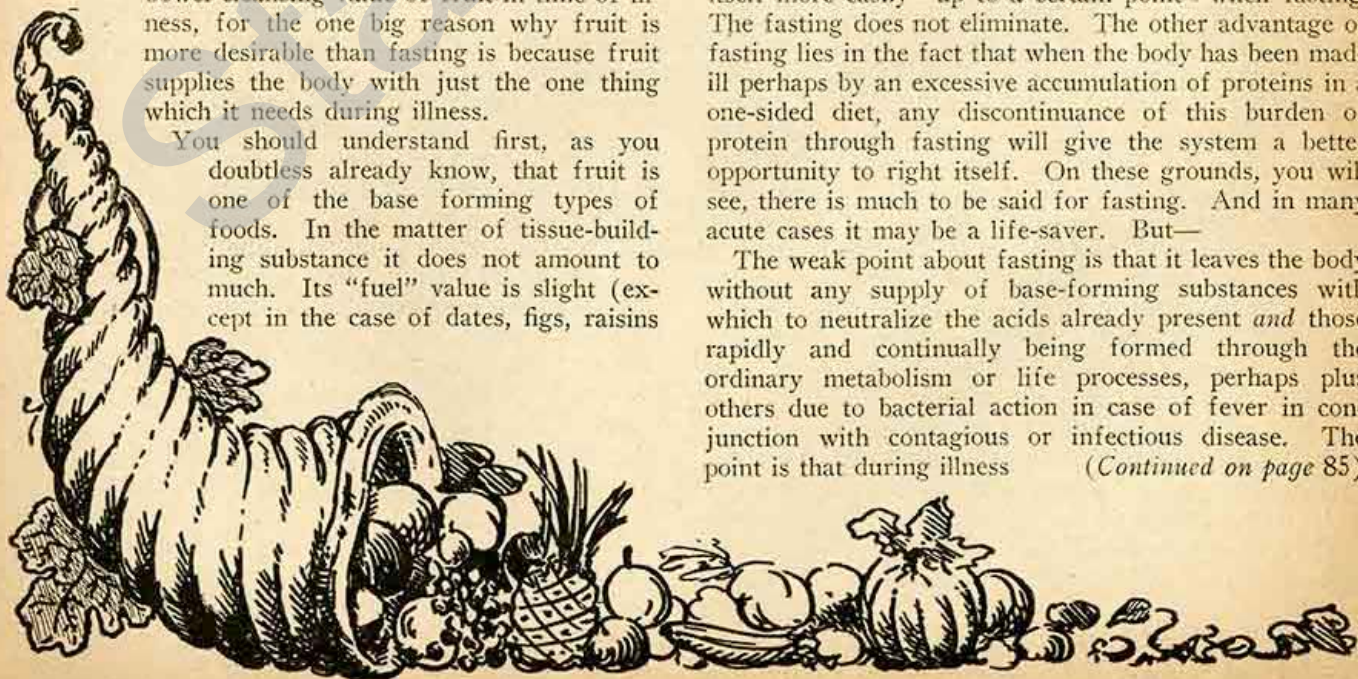 ness, for the one big reason why fruit is
more desirable than fasting is because fruit
supplies the body with just the one thing
which it needs during illness.
You should understand first, as you
doubtless already know, that fruit is
one of the base forming types of
foods. In the matter of tissue-build-
ing substance it does not amount to
much. Its "fuel" value is slight (ex-
cept in the case of dates, figs, raisins
The fasting does not eliminate. The other advantage o
fasting lies in the fact that when the body has been mad
ill perhaps by an excessive accumulation of proteins in
one-sided diet, any discontinuance of this burden o
protein through fasting will give the system a bette
opportunity to right itself. On these grounds, you wil
see, there is much to be said for fasting. And in many
acute cases it may be a life-saver. But—
The weak point about fasting is that it leaves the body
without any supply of base-forming substances wit
which to neutralize the acids already present and thos
rapidly and continually being formed through th
ordinary metabolism or life processes, perhaps plu
others due to bacterial action in case of fever in con
junction with contagious or infectious disease. Th
point is that during illness (Continued on page 85)